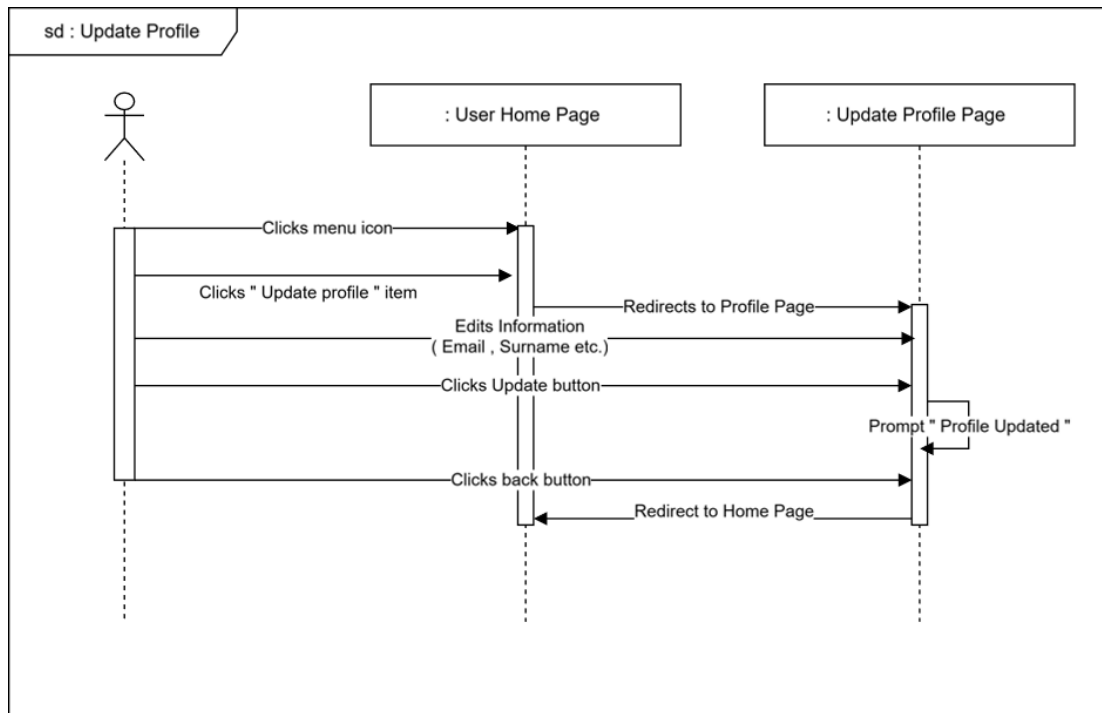 sd : Update Profile
: User Home Page
: Update Profile Page
Clicks menu icon
Clicks " Update profile " item
Redirects to Profile Page
Edits Information
( Email , Surname etc.)
Clicks Update button
Prompt " Profile Updated "
Clicks back button
Redirect to Home Page